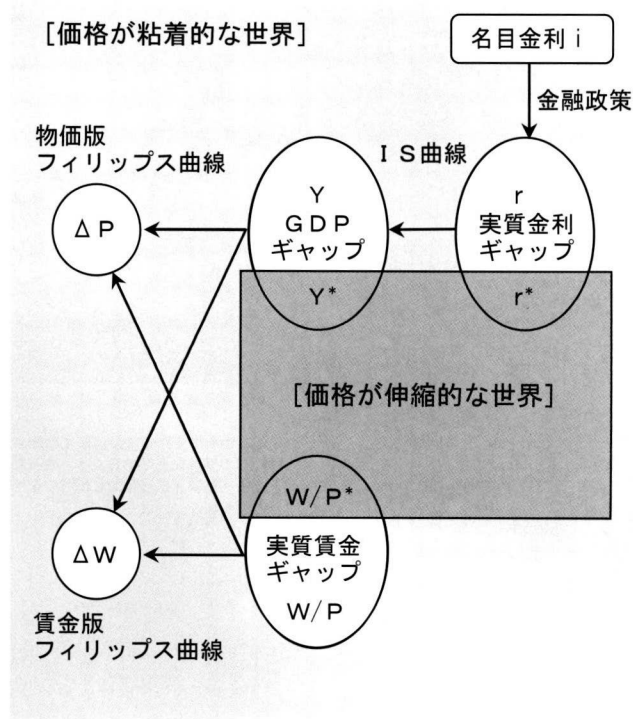 ［価格が粘着的な世界］
名目金利ｉ
金融政策
物価版
フィリップス曲線
ＩＳ曲線
ΔＰ
Ｙ
ＧＤＰ
ギャップ
Ｙ*
ｒ
実質金利
ギャップ
ｒ*
［価格が伸縮的な世界］
Ｗ/Ｐ*
実質賃金
ギャップ
Ｗ/Ｐ
ΔＷ
賃金版
フィリップス曲線